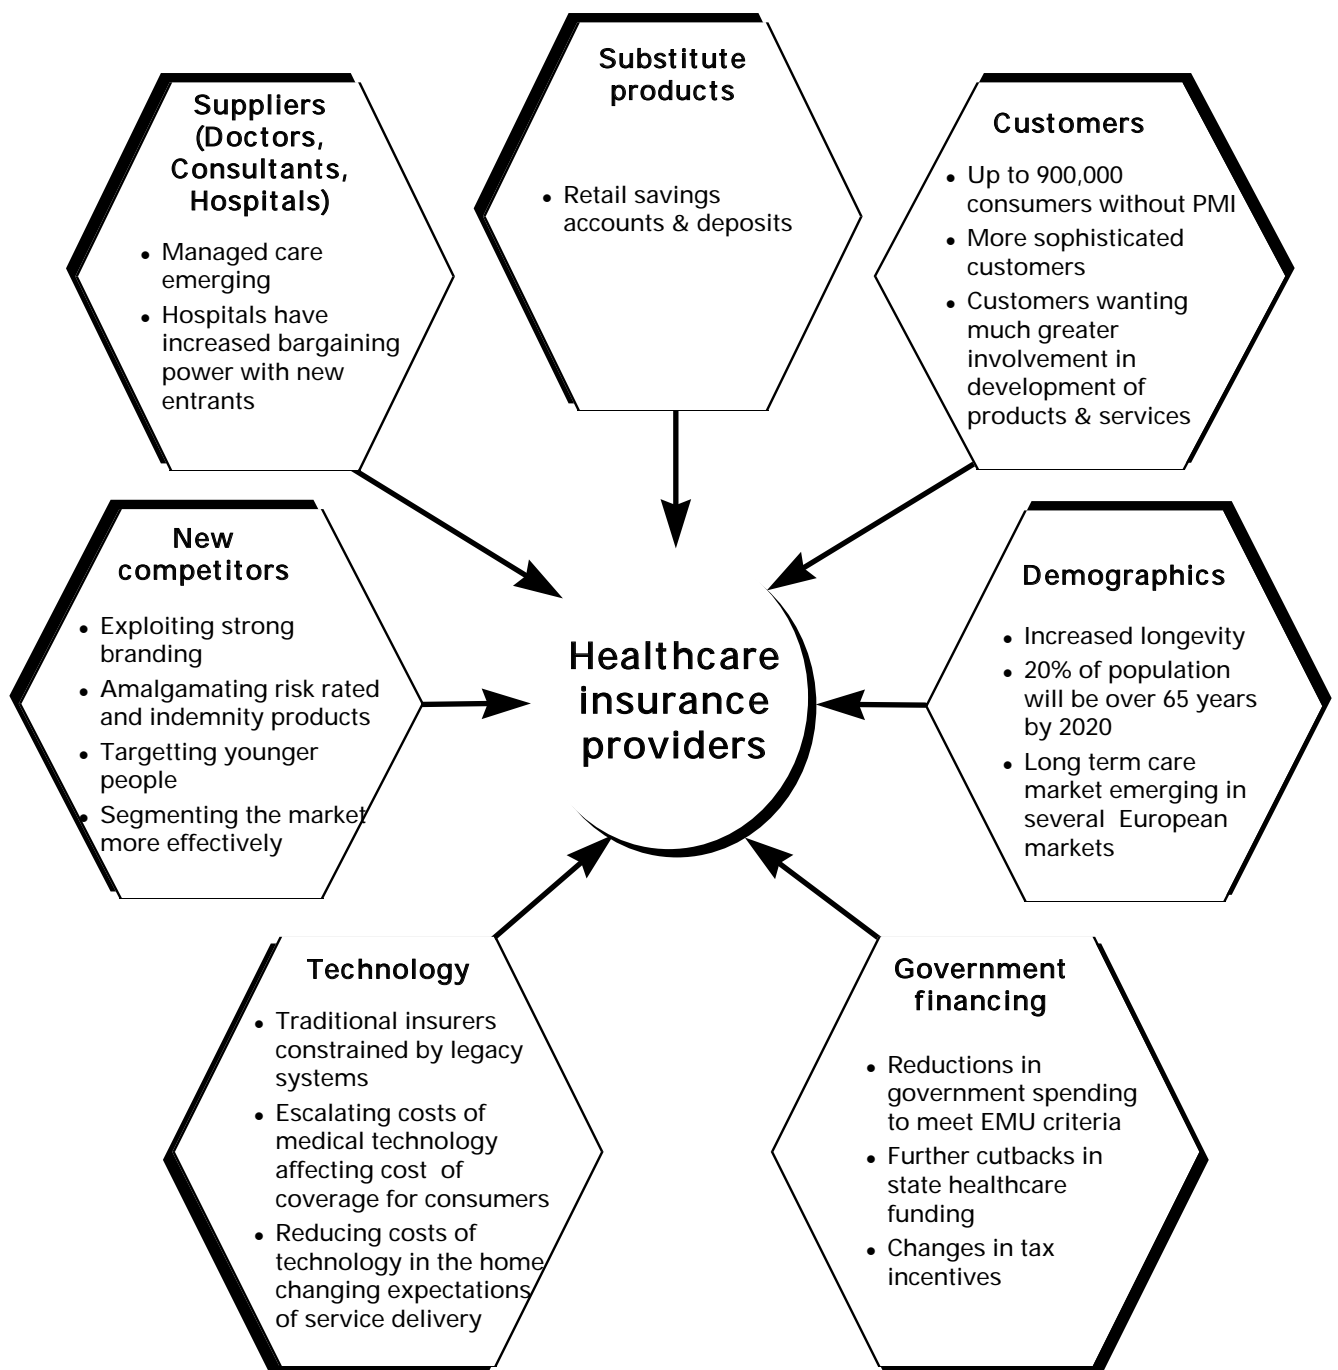 Suppliers
(Doctors,
Consultants,
Hospitals)
• Managed care
emerging
• Hospitals have
increased bargaining
power with new
entrants
Substitute
products
• Retail savings
accounts & deposits
Customers
• Up to 900,000
consumers without PMI
• More sophisticated
customers
• Customers wanting
much greater
involvement in
development of
products & services
New
competitors
• Exploiting strong
branding
• Amalgamating risk rated
and indemnity products
• Targetting younger
people
• Segmenting the market
more effectively
Healthcare
insurance
providers
Demographics
• Increased longevity
• 20% of population
will be over 65 years
by 2020
• Long term care
market emerging in
several European
markets
Technology
• Traditional insurers
constrained by legacy
systems
• Escalating costs of
medical technology
affecting cost of
coverage for consumers
• Reducing costs of
technology in the home
changing expectations
of service delivery
Government
financing
• Reductions in
government spending
to meet EMU criteria
• Further cutbacks in
state healthcare
funding
• Changes in tax
incentives